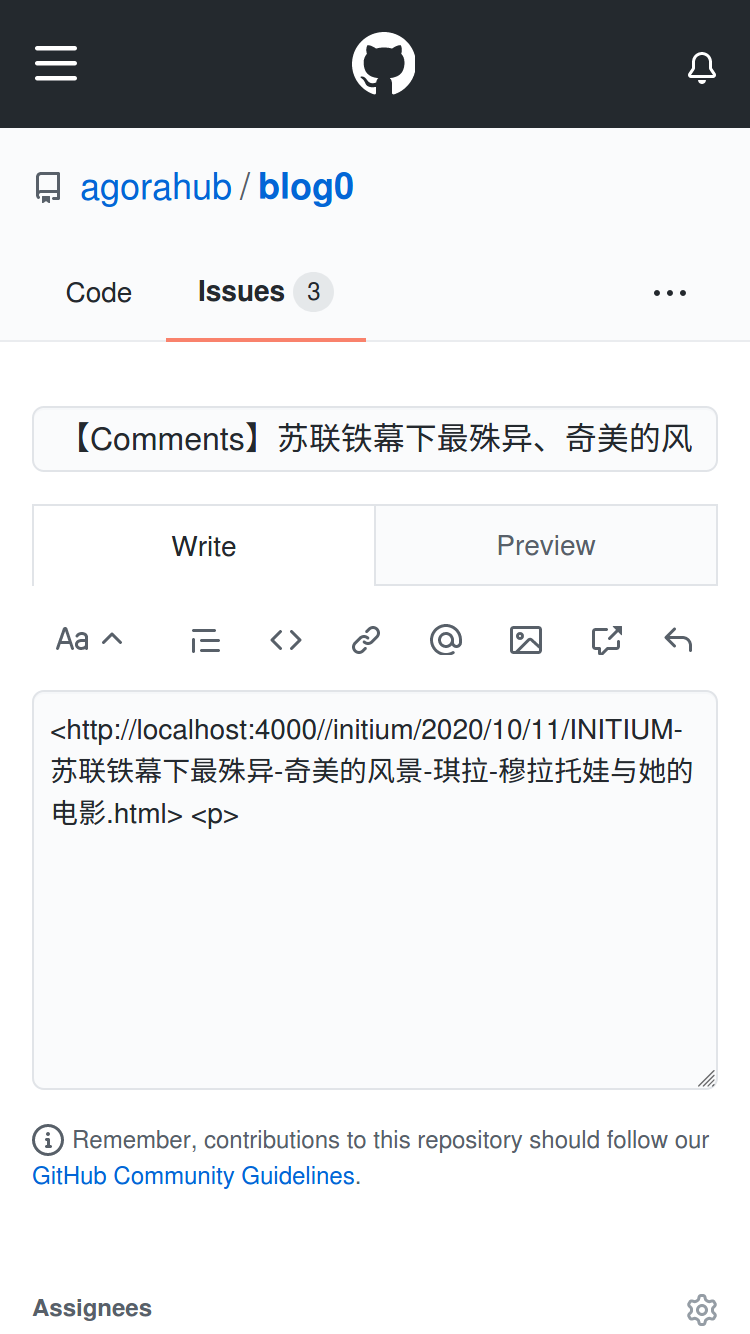 agorahub / blog0
Code
Issues 3
【Comments】苏联铁幕下最殊异、奇美的风
Write
Preview
Aa
<http://localhost:4000//initium/2020/10/11/INITIUM-
苏联铁幕下最殊异-奇美的风景-琪拉-穆拉托娃与她的
电影.html> <p>
Remember, contributions to this repository should follow our
GitHub Community Guidelines.
Assignees